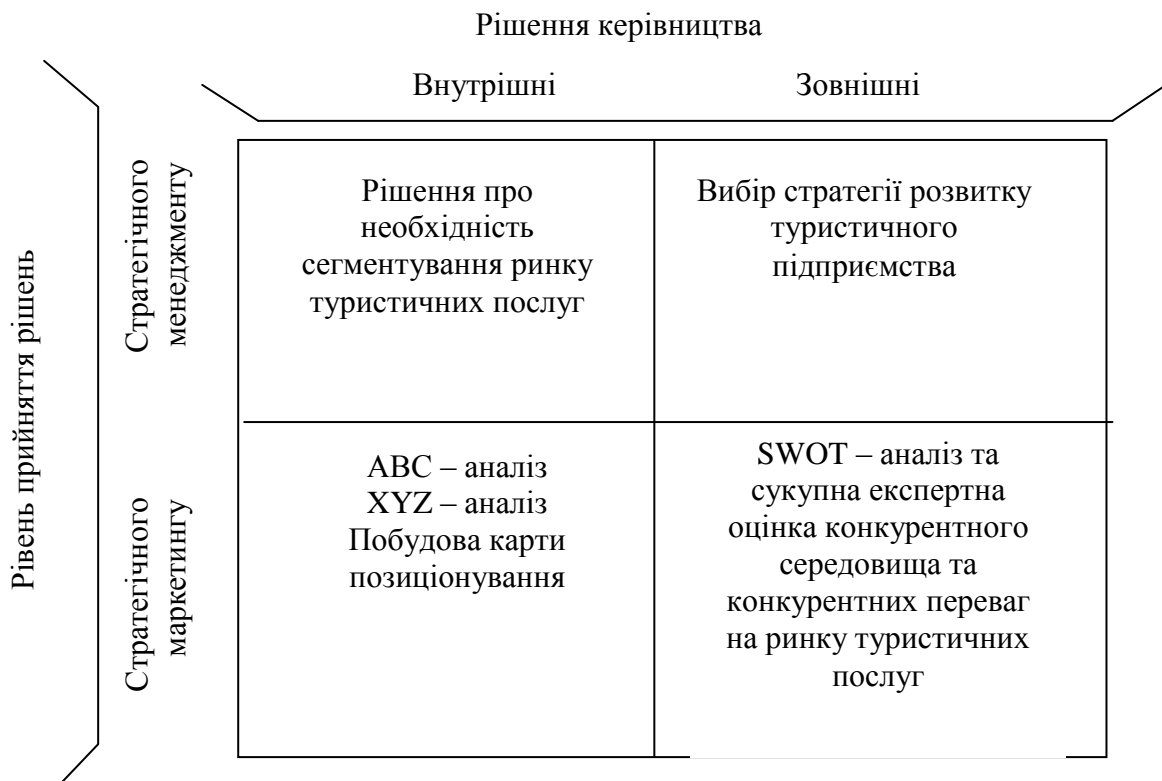 Рішення керівництва
Внутрішні
Зовнішні
Рівень прийняття рішень
Стратегічного
менеджменту
Рішення про
необхідність
сегментування ринку
туристичних послуг
Вибір стратегії розвитку
туристичного
підприємства
Стратегічного
маркетингу
АВС – аналіз
XYZ – аналіз
Побудова карти
позиціонування
SWOT – аналіз та
сукупна експертна
оцінка конкурентного
середовища та
конкурентних переваг
на ринку туристичних
послуг